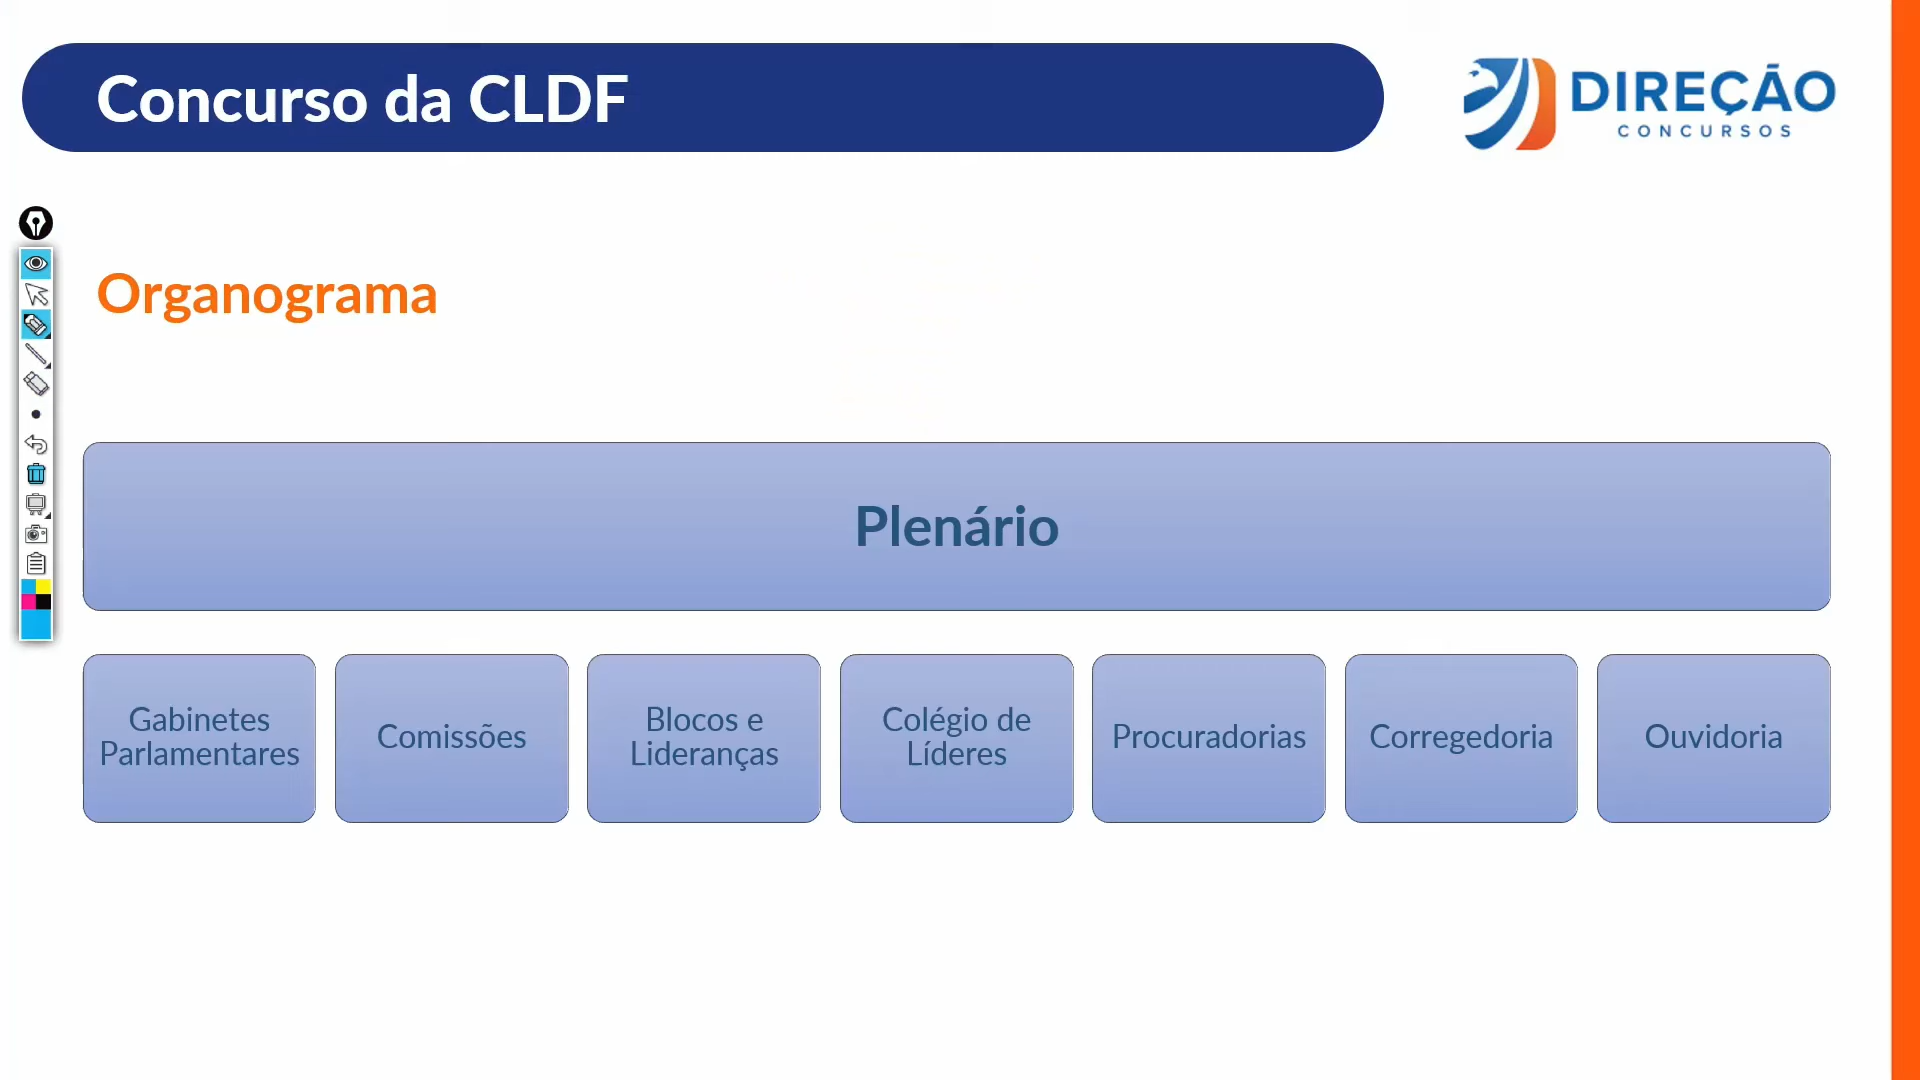 Concurso da CLDF
DIREÇÃO
CONCURSOS
Organograma
Plenário
Gabinetes
Parlamentares
Comissões
Blocos e
Lideranças
Colégio de
Líderes
Procuradorias
Corregedoria
Ouvidoria